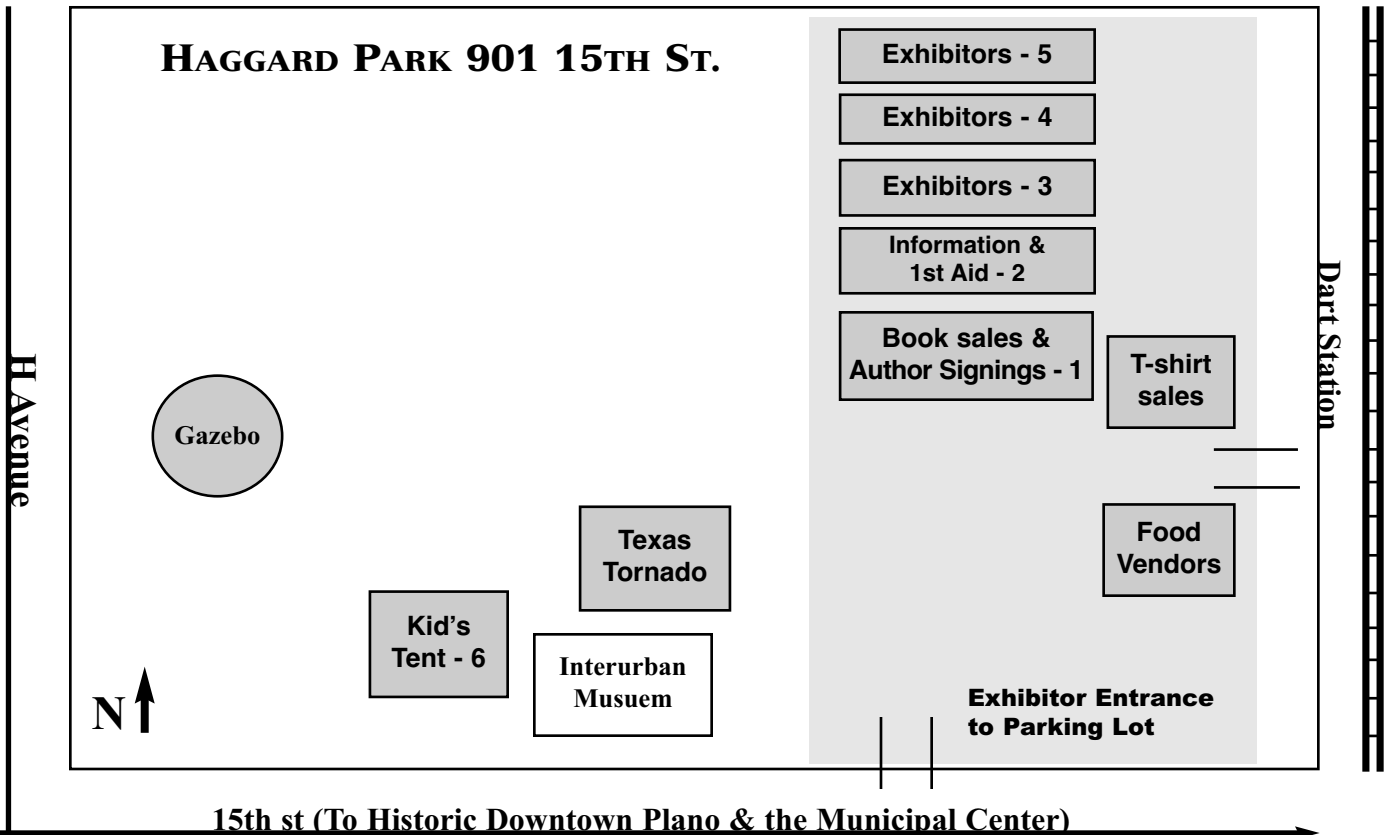 HAGGARD PARK 901 15TH ST.
Exhibitors - 5
Exhibitors - 4
Exhibitors - 3
Information &
1st Aid - 2
Book sales &
Author Signings - 1
T-shirt
sales
Dart Station
H Avenue
Gazebo
Texas
Tornado
Food
Vendors
Kid's
Tent - 6
Interurban
Musuem
N
Exhibitor Entrance
to Parking Lot
15th st (To Historic Downtown Plano & the Municipal Center)